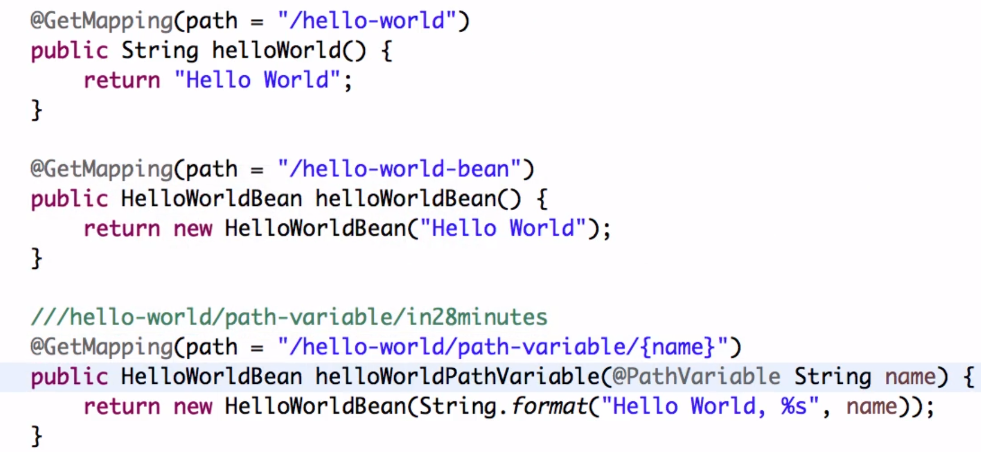 @GetMapping(path = "/hello-world")
public String helloWorld() {
return "Hello World";
}
@GetMapping(path = "/hello-world-bean")
public HelloWorldBean helloWorldBean() {
return new HelloWorldBean("Hello World");
}
///hello-world/path-variable/in28minutes
@GetMapping(path = "/hello-world/path-variable/{name}")
public HelloWorldBean helloWorldPathVariable(@PathVariable String name) {
return new HelloWorldBean(String.format("Hello World, %s", name));
}